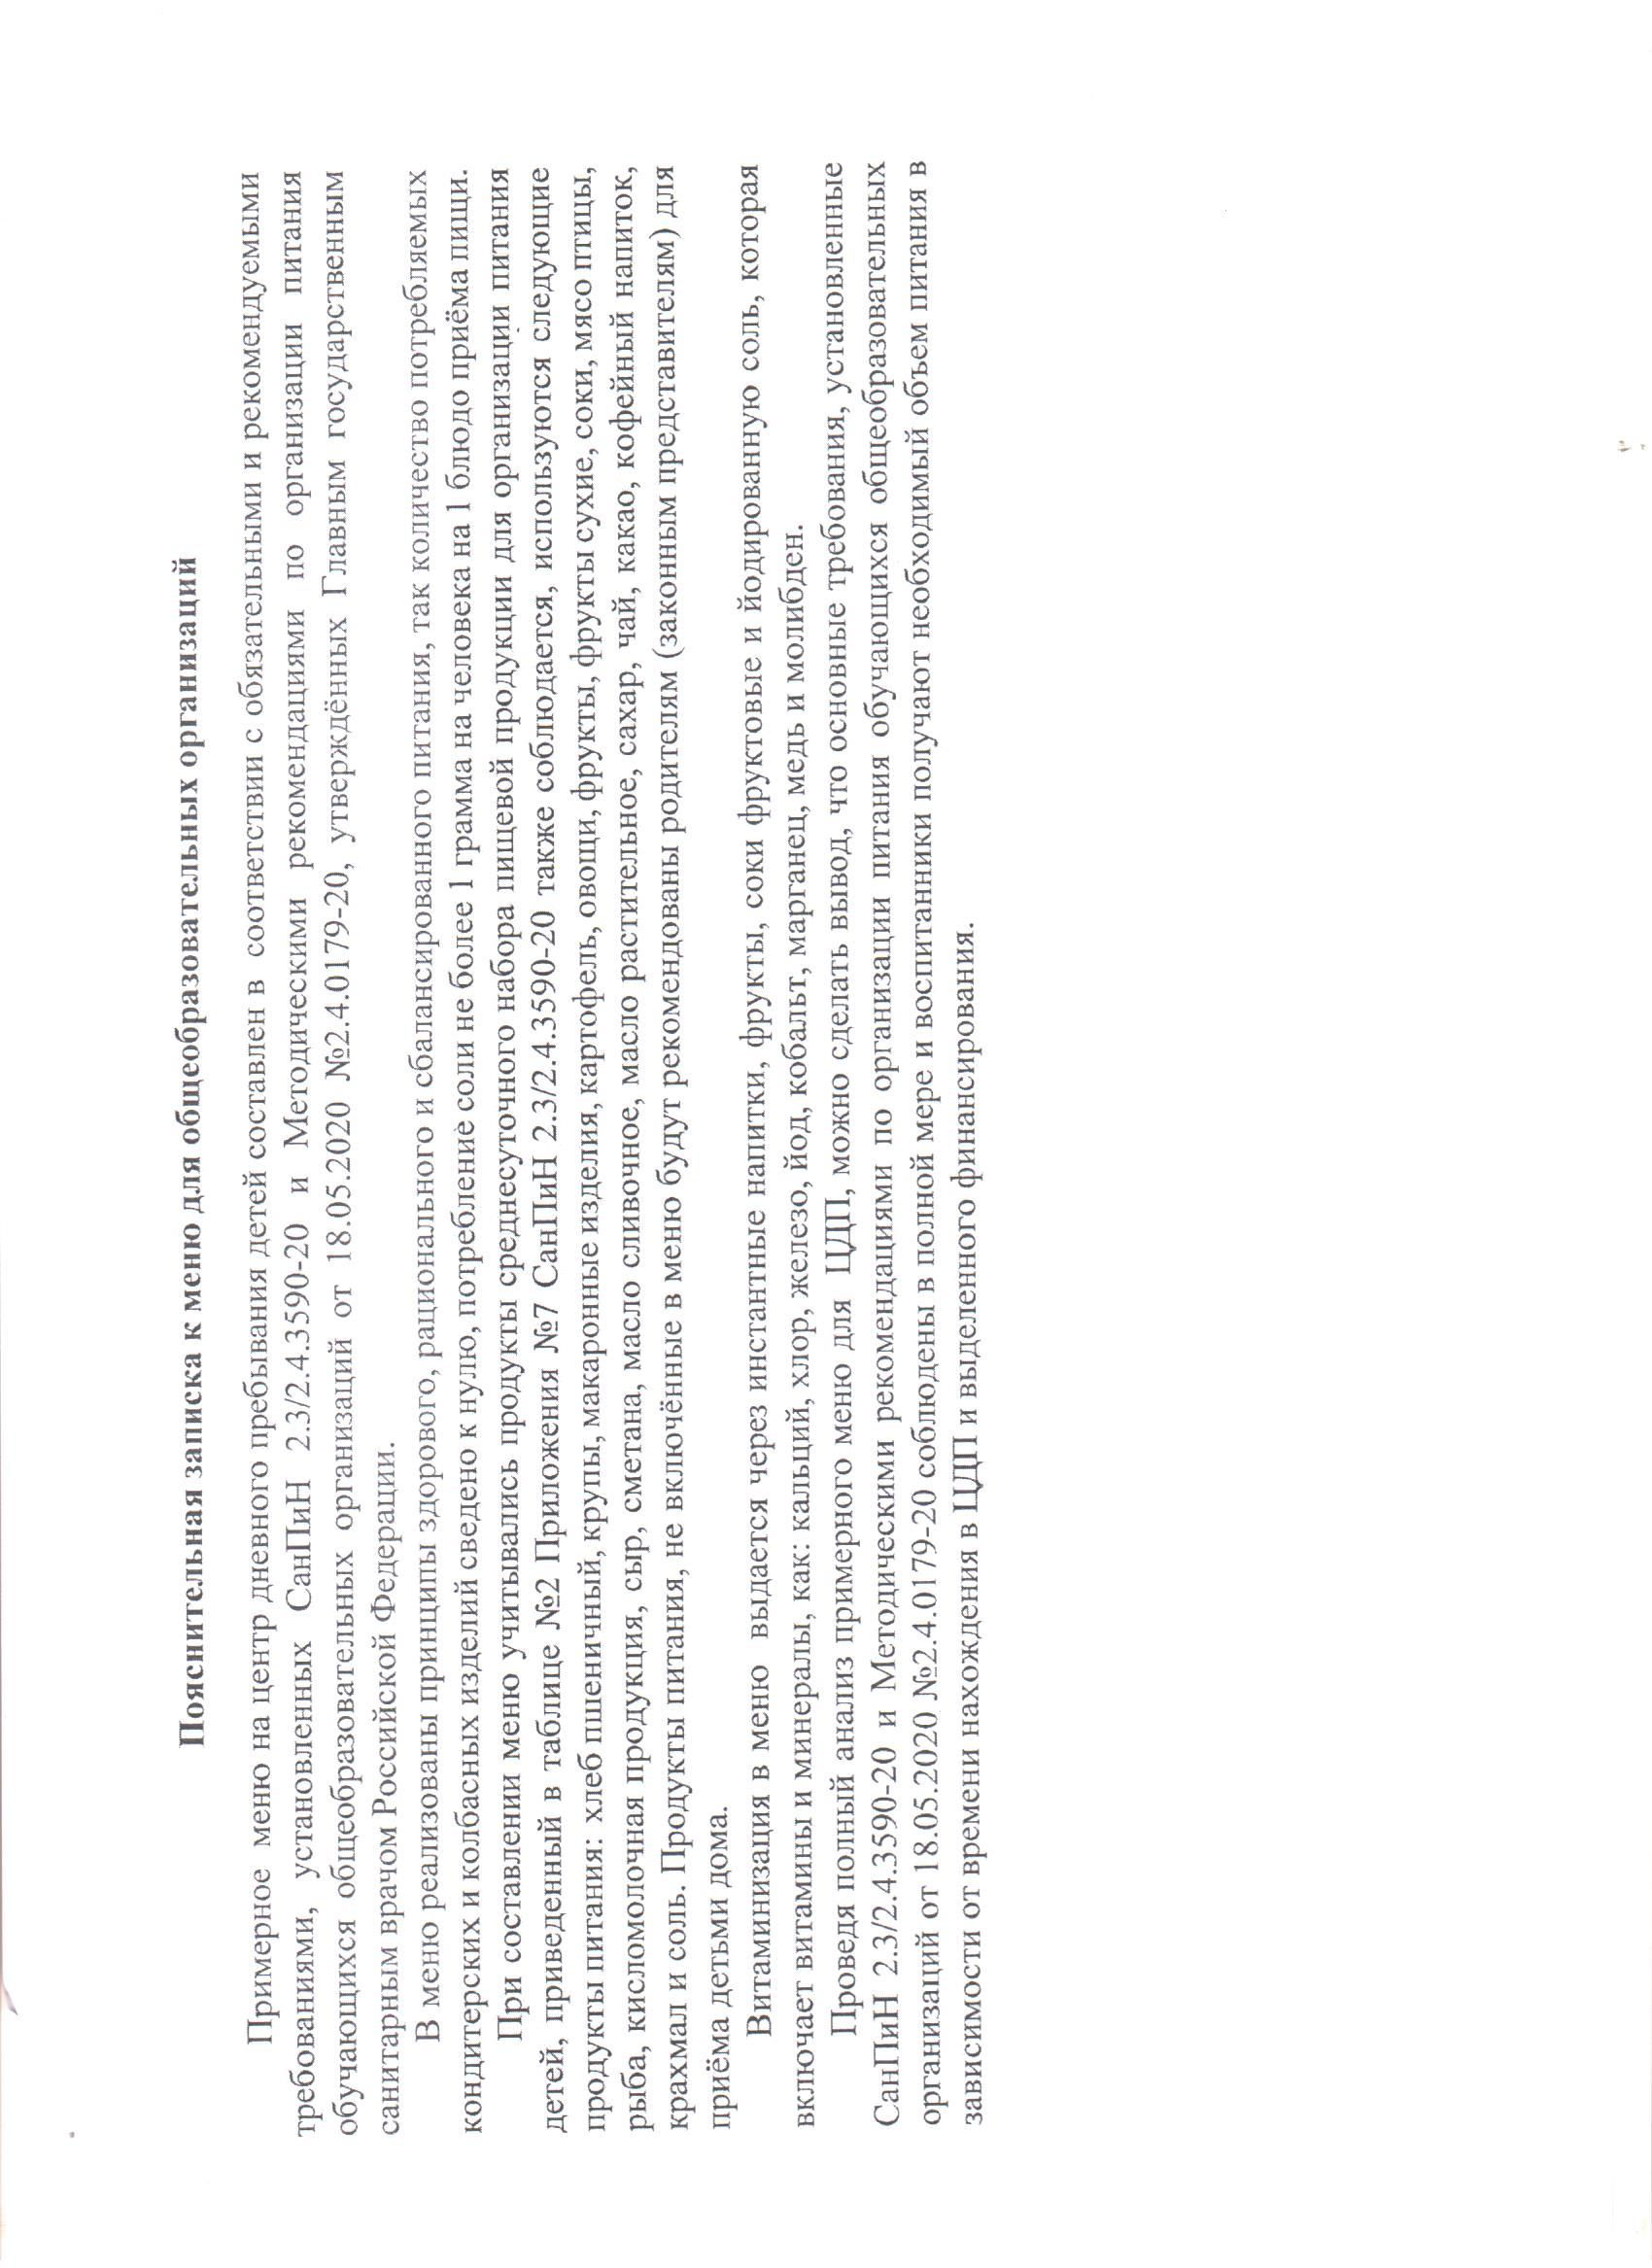 Пояснительная записка к меню для общеобразовательных организаций
Примерное меню на центр дневного пребывания детей составлен в соответствии с обязательными и рекомендуемыми
требованиями, установленных СанПиН 2.3/2.4.3590-20 и Методическими рекомендациями по организации питания
обучающихся общеобразовательных организаций от 18.05.2020 №2.4.0179-20, утверждённых Главным государственным
санитарным врачом Российской Федерации.
В меню реализованы принципы здорового, рационального и сбалансированного питания, так количество потребляемых
кондитерских и колбасных изделий сведено к нулю, потребление соли не более 1 грамма на человека на 1 блюдо приёма пищи.
При составлении меню учитывались продукты среднесуточного набора пищевой продукции для организации питания
детей, приведенный в таблице №2 Приложения №7 СанПиН 2.3/2.4.3590-20 также соблюдается, используются следующие
продукты питания: хлеб пшеничный, крупы, макаронные изделия, картофель, овощи, фрукты, фрукты сухие, соки, мясо птицы,
рыба, кисломолочная продукция, сыр, сметана, масло сливочное, масло растительное, сахар, чай, какао, кофейный напиток,
крахмал и соль. Продукты питания, не включённые в меню будут рекомендованы родителям (законным представителям) для
приёма детьми дома.
Витаминизация в меню выдается через инстантные напитки, фрукты, соки фруктовые и йодированную соль, которая
включает витамины и минералы, как: кальций, хлор, железо, йод, кобальт, марганец, медь и молибден.
Проведя полный анализ примерного меню для ЦДП, можно сделать вывод, что основные требования, установленные
СанПиН 2.3/2.4.3590-20 и Методическими рекомендациями по организации питания обучающихся общеобразовательных
организаций от 18.05.2020 №2.4.0179-20 соблюдены в полной мере и воспитанники получают необходимый объем питания в
зависимости от времени нахождения в ЦДП и выделенного финансирования.